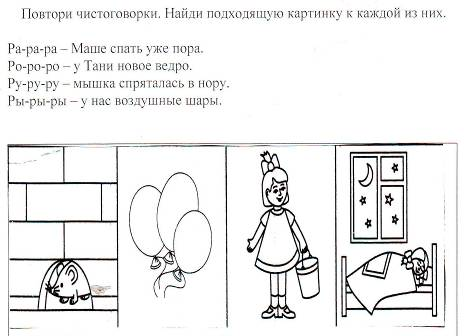 Повтори чистоговорки. Найди подходящую картинку к каждой из них.
Ра-ра-ра – Маше спать уже пора.
Ро-ро-ро – у Тани новое ведро.
Ру-ру-ру – мышка спряталась в нору.
Ры-ры-ры – у нас воздушные шары.